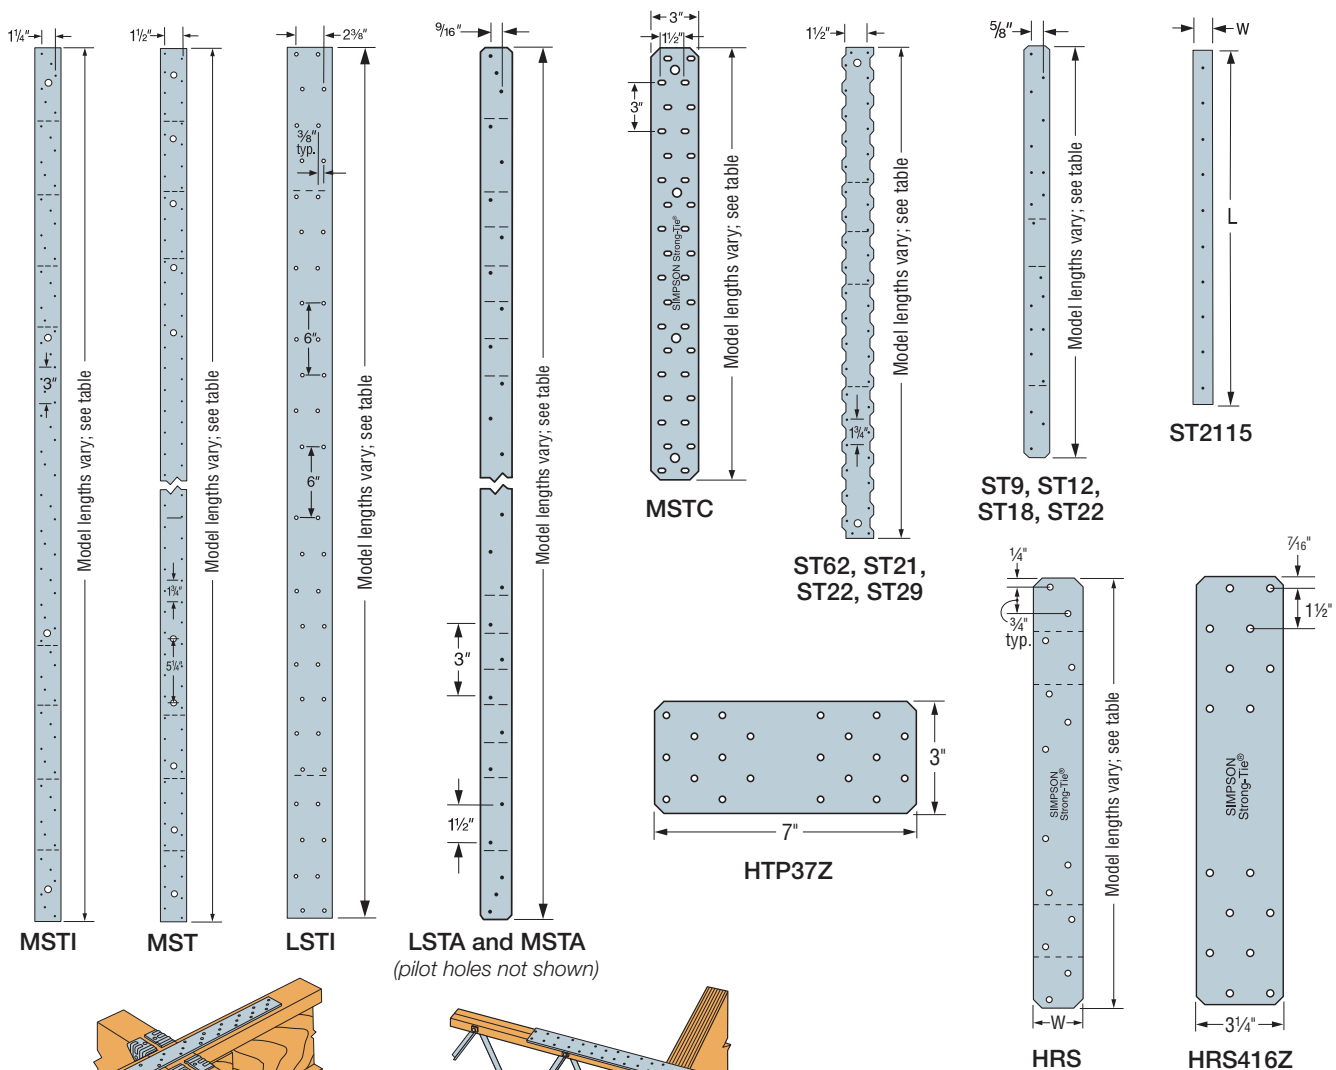 1¼"
Model lengths vary; see table
3"
MSTI
1½"
Model lengths vary; see table
1¾"
5¼"
MST
2⅜"
⅜"
typ.
6"
6"
Model lengths vary; see table
LSTI
9/16"
Model lengths vary; see table
3"
1½"
LSTA and MSTA
(pilot holes not shown)
3"
1½"
3"
SIMPSON Strong-Tie®
Model lengths vary; see table
MSTC
1½"
Model lengths vary; see table
1¾"
ST62, ST21,
ST22, ST29
⅝"
Model lengths vary; see table
ST9, ST12,
ST18, ST22
W
L
ST2115
3"
7"
HTP37Z
¼"
¾"
typ.
SIMPSON
Strong-Tie®
Model lengths vary; see table
W
HRS
7/16"
1½"
SIMPSON
Strong-Tie®
3¼"
HRS416Z